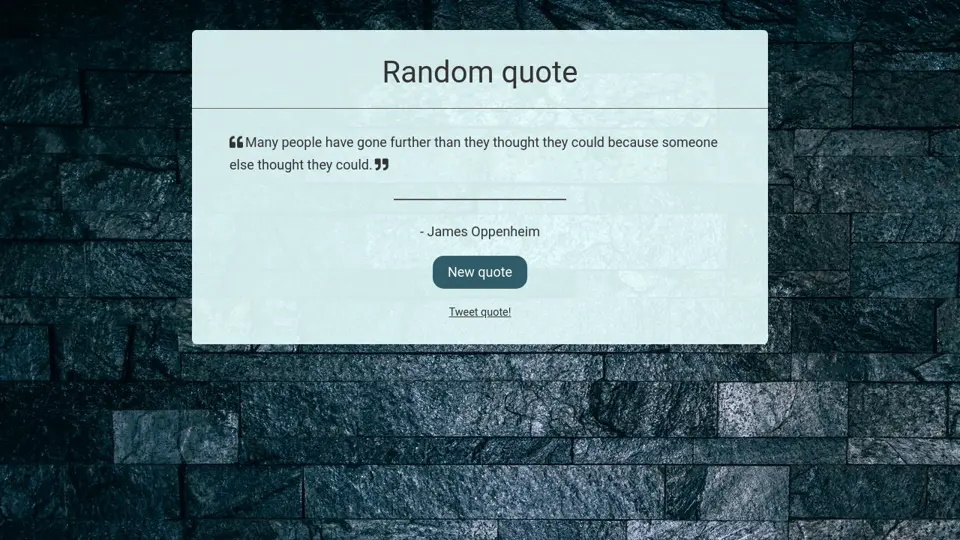 Random quote
❝Many people have gone further than they thought they could because someone
else thought they could.❞
- James Oppenheim
New quote
Tweet quote!